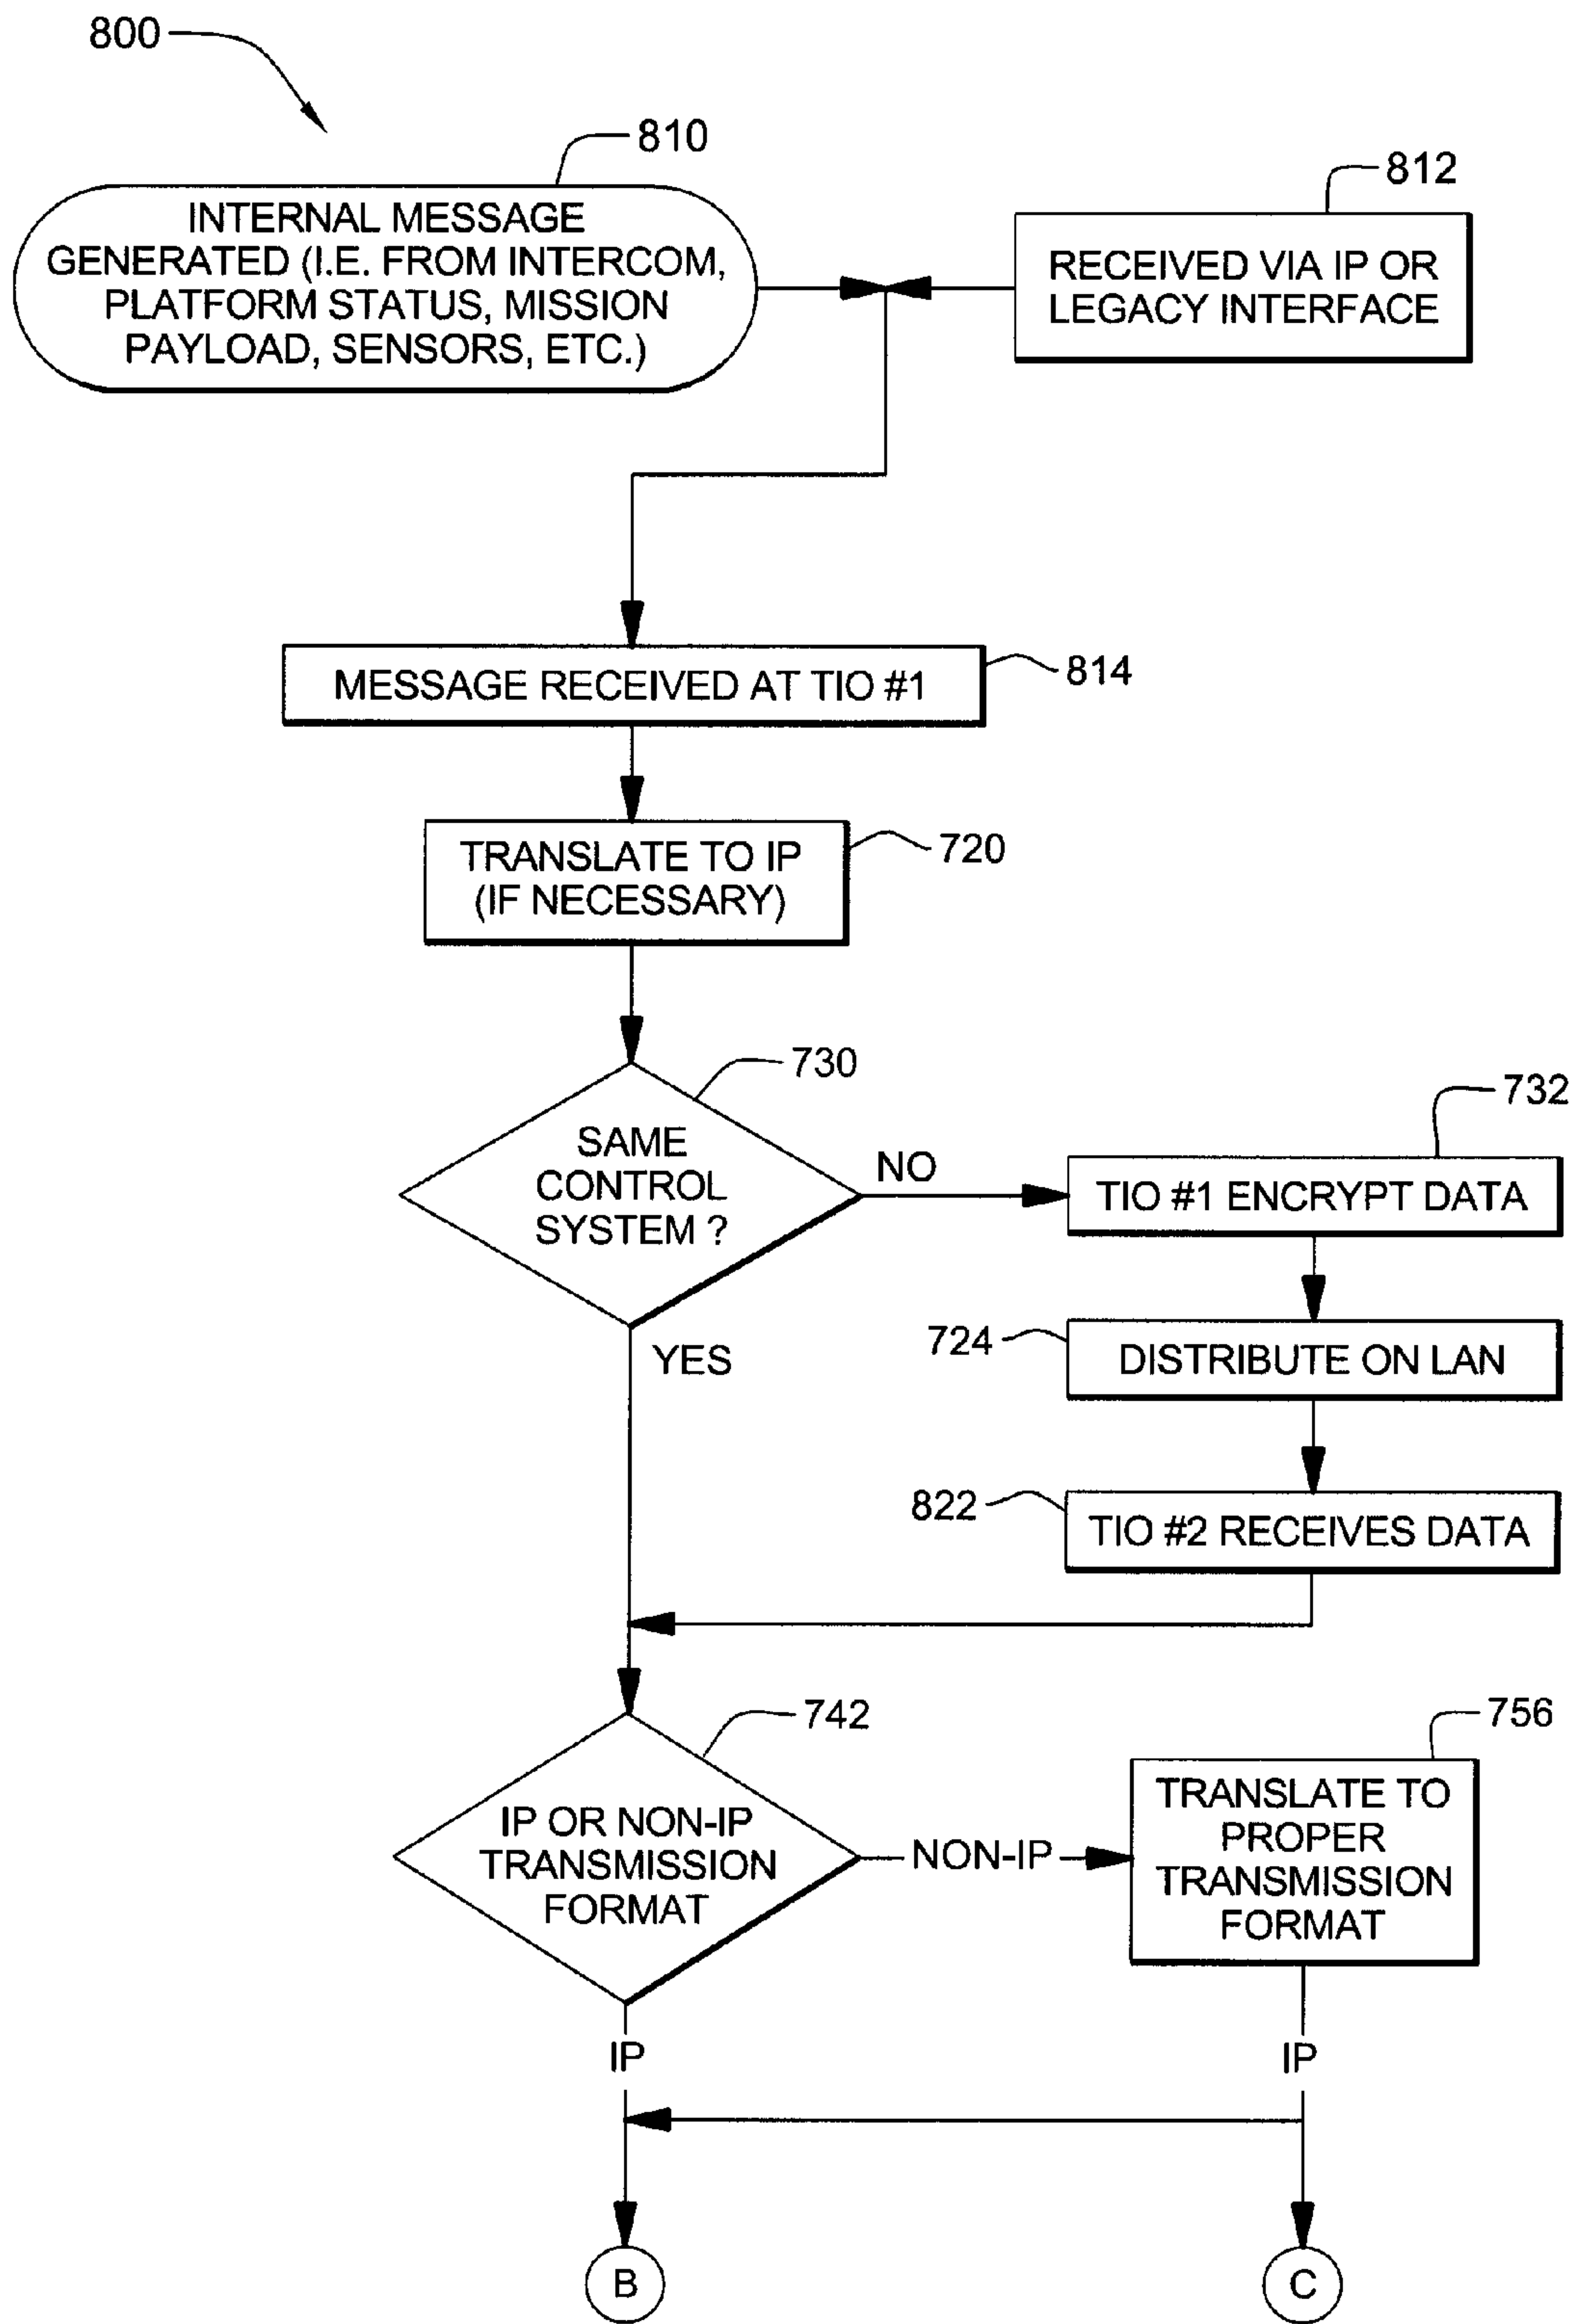 800
810
INTERNAL MESSAGE
GENERATED (I.E. FROM INTERCOM,
PLATFORM STATUS, MISSION
PAYLOAD, SENSORS, ETC.)
812
RECEIVED VIA IP OR
LEGACY INTERFACE
MESSAGE RECEIVED AT TIO #1
814
TRANSLATE TO IP
(IF NECESSARY)
720
730
SAME
CONTROL
SYSTEM ?
NO
732
TIO #1 ENCRYPT DATA
YES
724
DISTRIBUTE ON LAN
822
TIO #2 RECEIVES DATA
742
IP OR NON-IP
TRANSMISSION
FORMAT
NON-IP
756
TRANSLATE TO
PROPER
TRANSMISSION
FORMAT
IP
IP
B
C